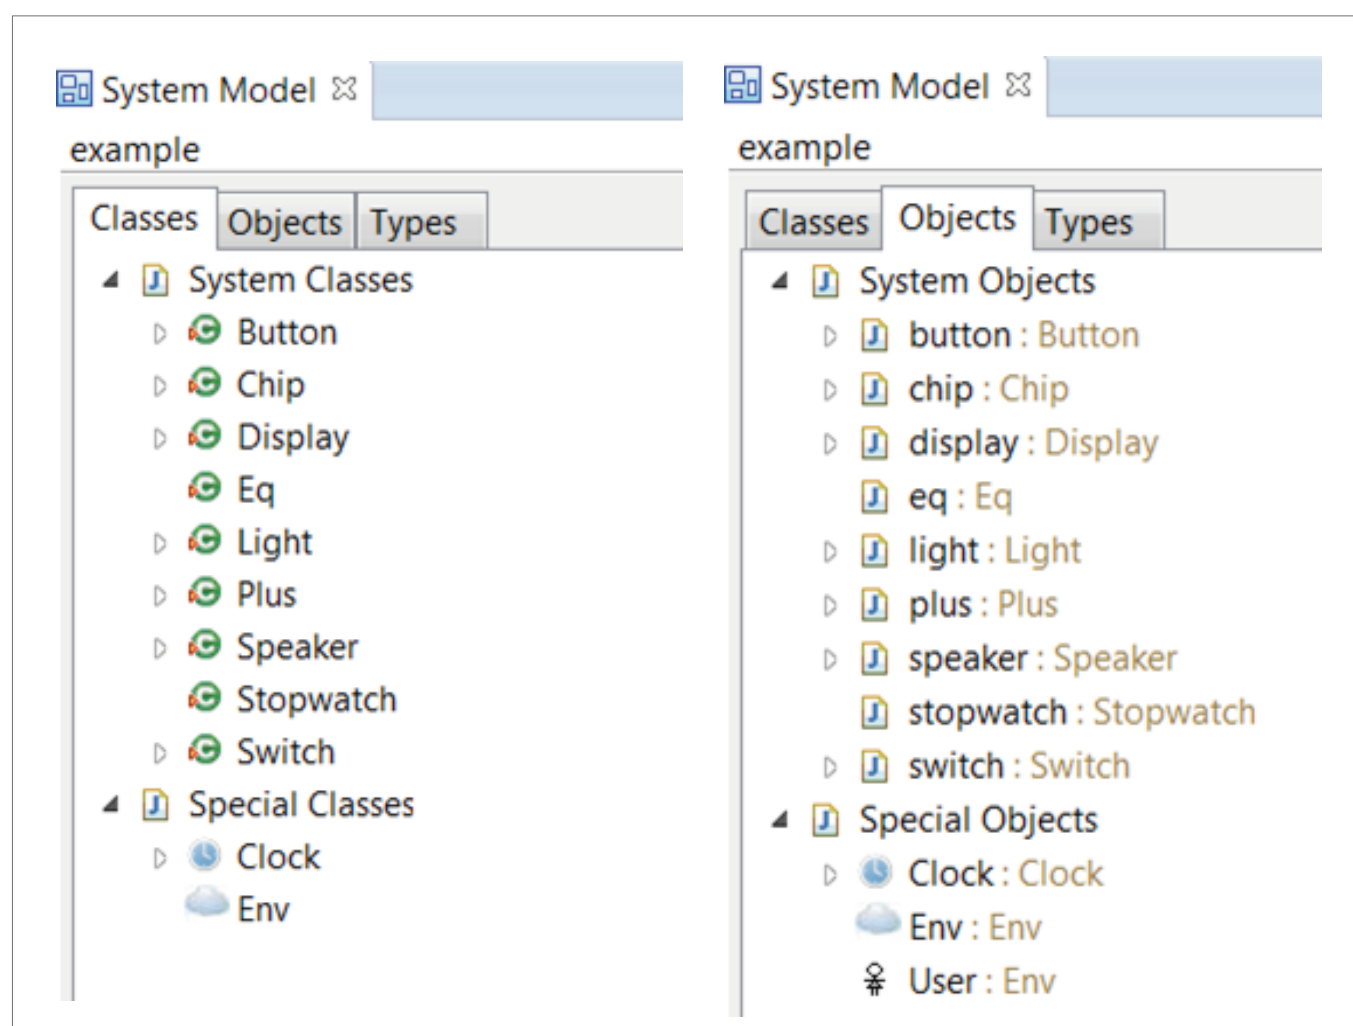 System Model
example
Classes Objects Types
System Classes
Button
Chip
Display
Eq
Light
Plus
Speaker
Stopwatch
Switch
Special Classes
Clock
Env
System Model
example
Classes Objects Types
System Objects
button : Button
chip : Chip
display : Display
eq : Eq
light : Light
plus : Plus
speaker : Speaker
stopwatch : Stopwatch
switch : Switch
Special Objects
Clock : Clock
Env : Env
User : Env